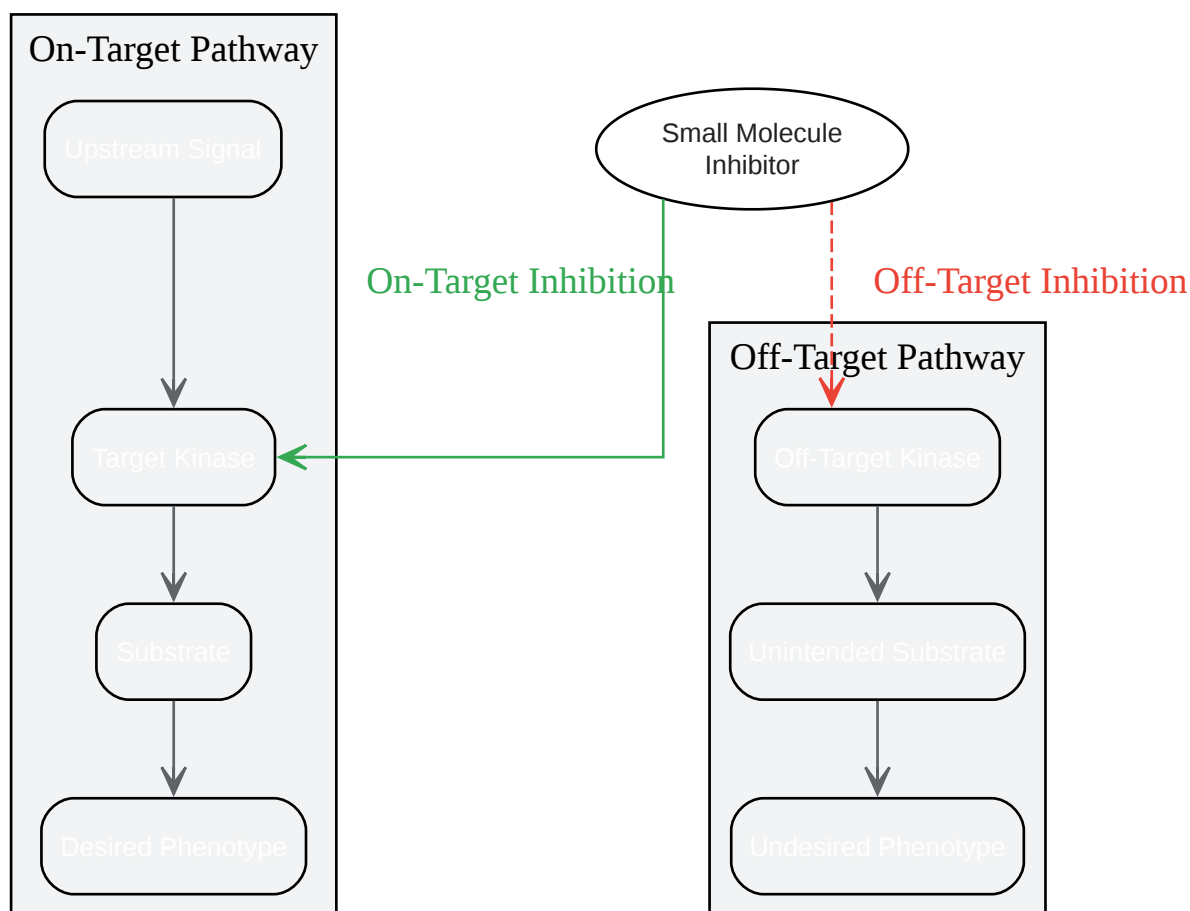 On-Target Pathway
Upstream Signal
Small Molecule
Inhibitor
On-Target Inhibition
Off-Target Inhibition
Off-Target Pathway
Target Kinase
Off-Target Kinase
Substrate
Unintended Substrate
Desired Phenotype
Undesired Phenotype